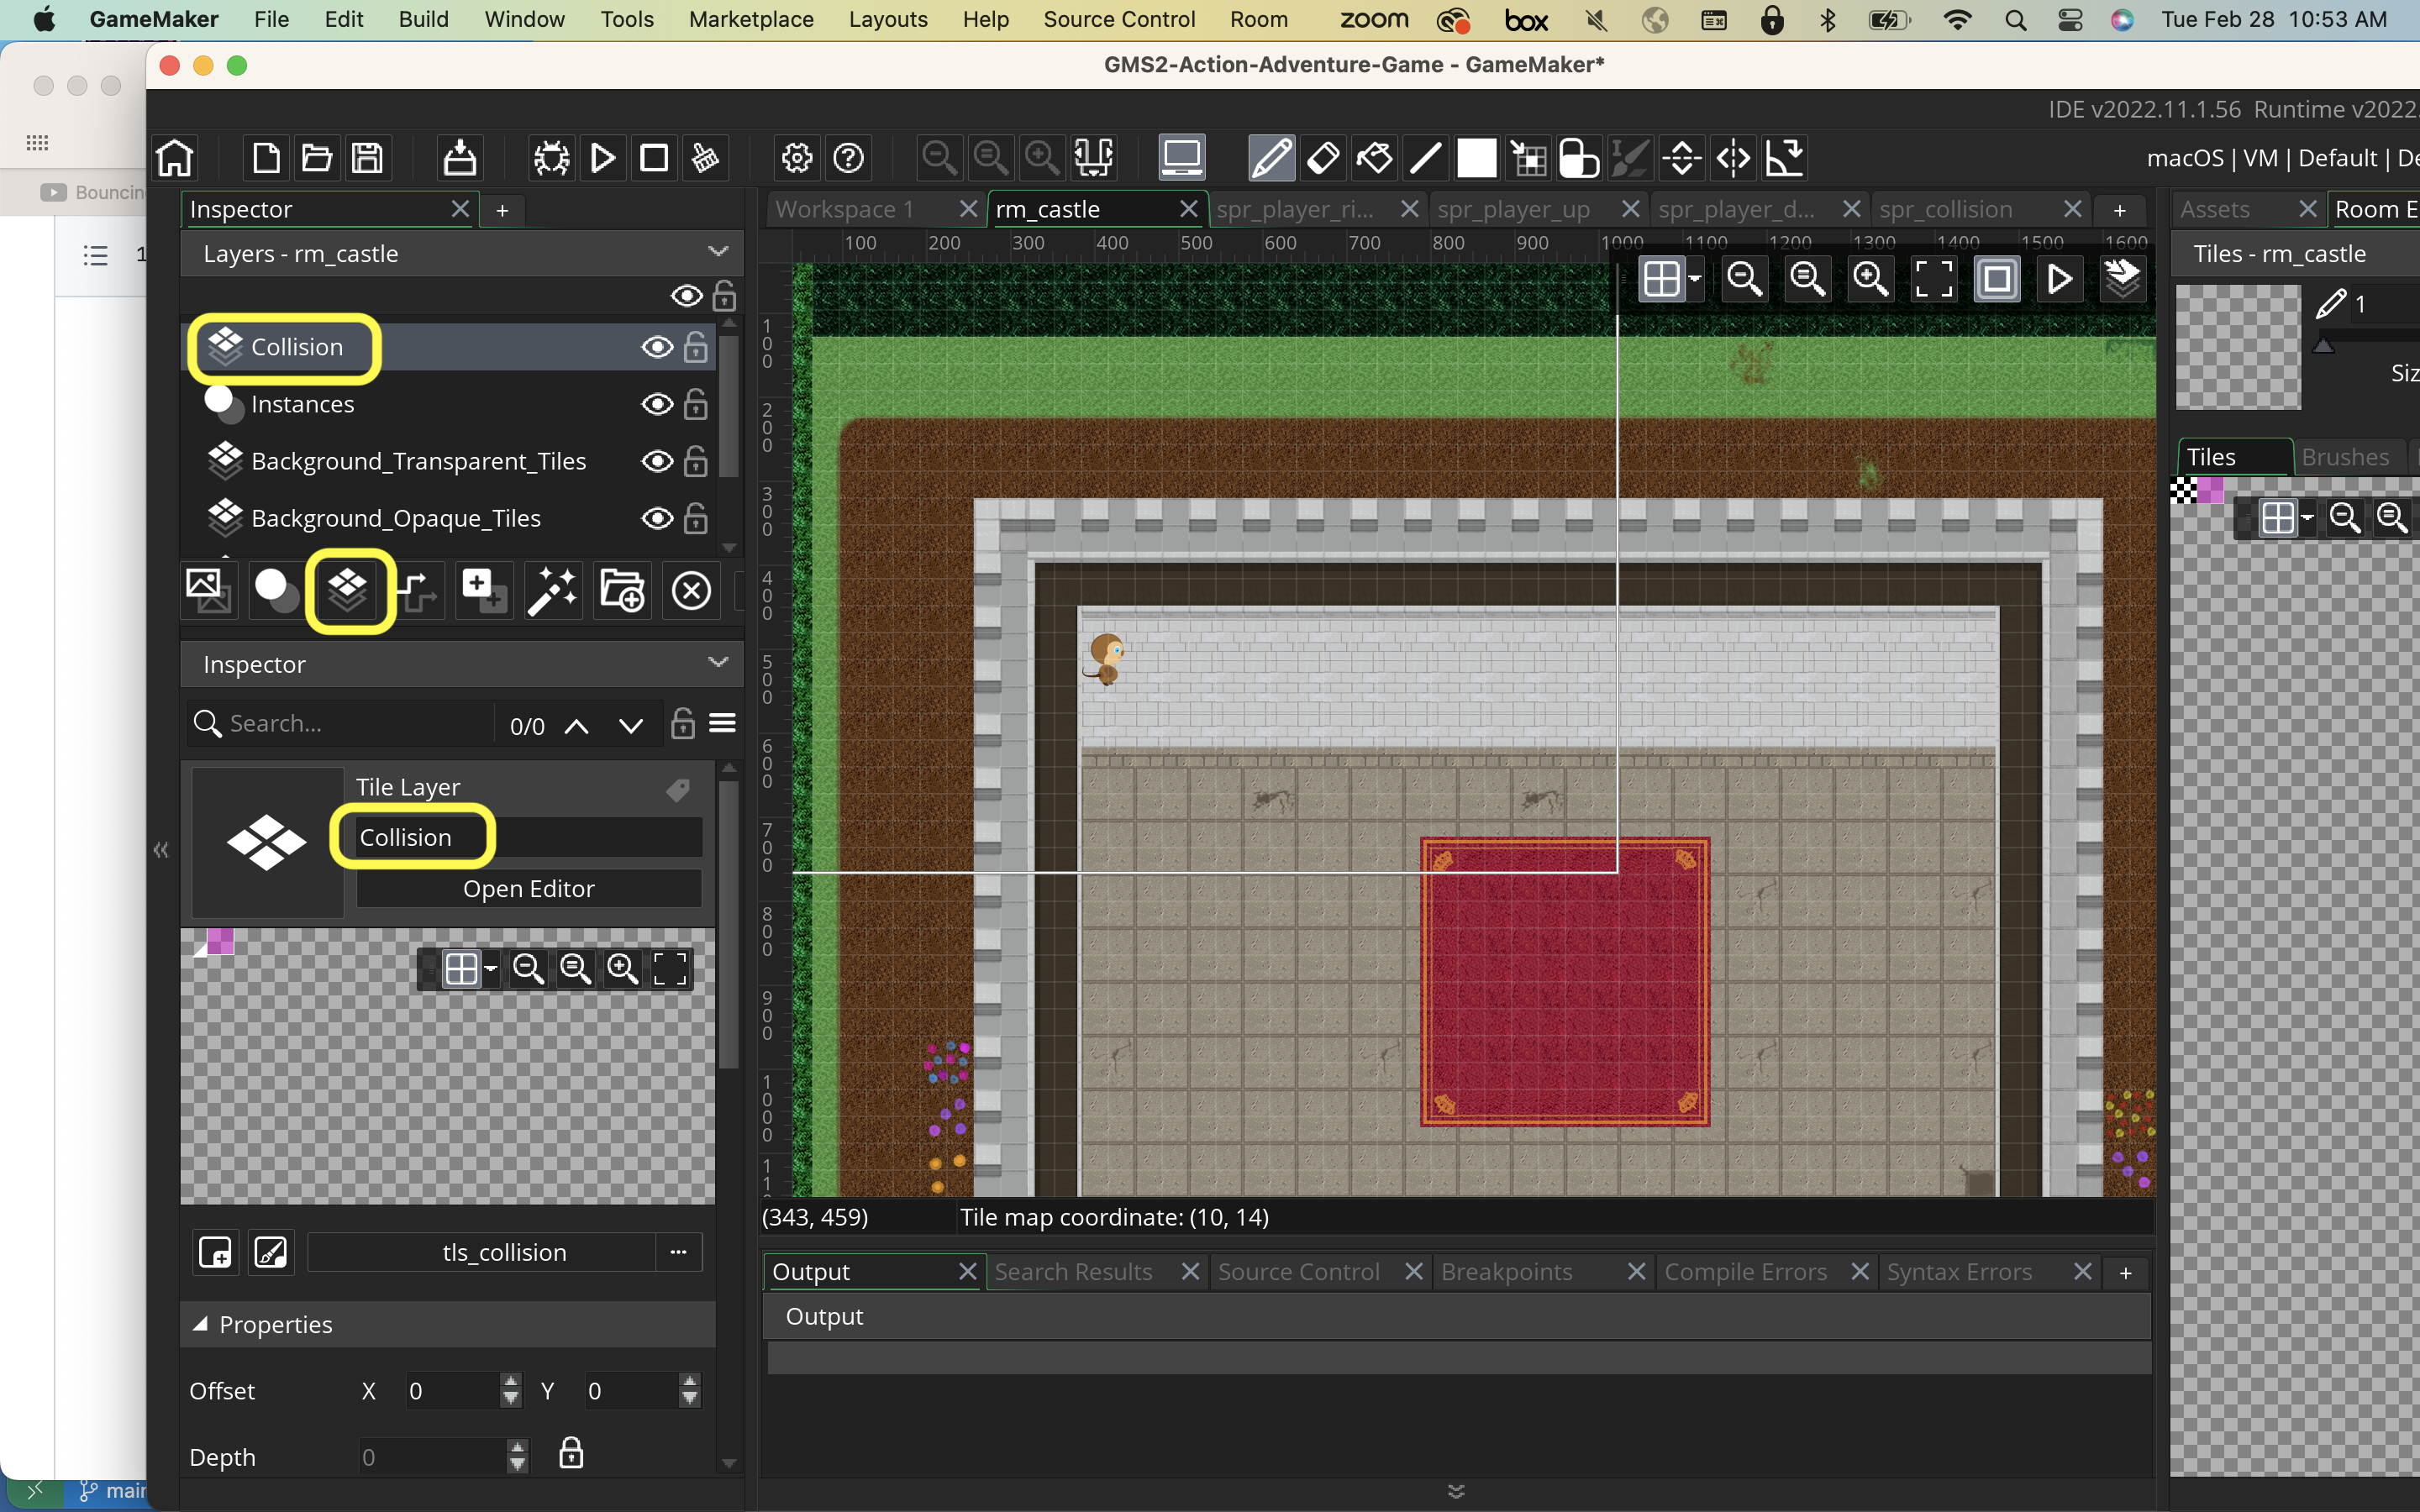 GameMaker File Edit Build Window Tools Marketplace Layouts Help Source Control Room zoom box Tue Feb 28 10:53 AM
GMS2-Action-Adventure-Game - GameMaker*
IDE v2022.11.1.56 Runtime v2022.
macOS | VM | Default | De
Inspector
+
Workspace 1
rm_castle
spr_player_ri...
spr_player_up
spr_player_d...
spr_collision
+
Assets
Room E
Layers - rm_castle
100 200 300 400 500 600 700 800 900 1000 1100 1200 1300 1400 1500 1600
Tiles - rm_castle
1
Collision
Instances
Background_Transparent_Tiles
Background_Opaque_Tiles
Siz
Tiles
Brushes
100
200
300
400
500
600
700
800
900
1000
Inspector
Search...
0/0
Tile Layer
Collision
Open Editor
tls_collision
...
Properties
Offset X 0 Y 0
Depth 0
(343, 459)
Tile map coordinate: (10, 14)
Output
Search Results
Source Control
Breakpoints
Compile Errors
Syntax Errors
+
Output
Bouncin
1
main